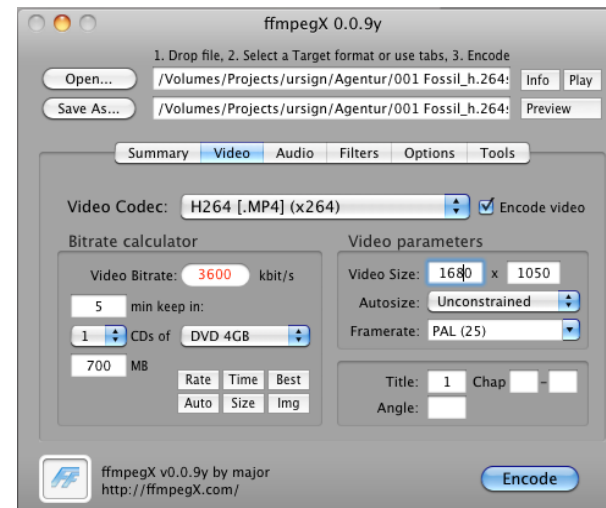 ffmpegX 0.0.9y
1. Drop file, 2. Select a Target format or use tabs, 3. Encode
Open... /Volumes/Projects/ursign/Agentur/001 Fossil_h.264: Info Play
Save As... /Volumes/Projects/ursign/Agentur/001 Fossil_h.264: Preview
Summary Video Audio Filters Options Tools
Video Codec: H264 [.MP4] (x264) Encode video
Bitrate calculator
Video Bitrate: 3600 kbit/s
5 min keep in:
1 CDs of DVD 4GB
700 MB
Rate Time Best
Auto Size Img
Video parameters
Video Size: 1680 x 1050
Autosize: Unconstrained
Framerate: PAL (25)
Title: 1 Chap -
Angle:
ffmpegX v0.0.9y by major
http://ffmpegX.com/
Encode